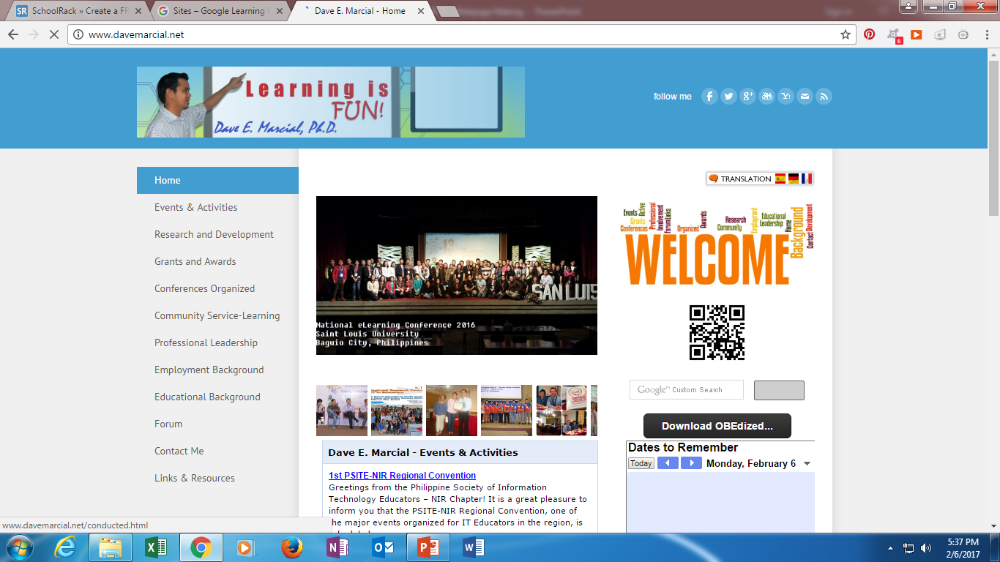 SchoolRack » Create a FF
Sites – Google Learning C
Dave E. Marcial - Home
www.davemarcial.net
6
Learning is
FUN!
Dave E. Marcial, Ph.D.
follow me
Home
Events & Activities
Research and Development
Grants and Awards
Conferences Organized
Community Service-Learning
Professional Leadership
Employment Background
Educational Background
Forum
Contact Me
Links & Resources
TRANSLATION
SAN LUIS
National eLearning Conference 2016
Saint Louis University
Baguio City, Philippines
Events
Active
Grants
Conferences
Professional
Involvement
Links
Organized
Awards
Research
Community
Employment
Educational
Leadership
Home
Background
Contact
Development
WELCOME
Google™ Custom Search
Download OBEdized...
Dave E. Marcial - Events & Activities
1st PSITE-NIR Regional Convention
Greetings from the Philippine Society of Information
Technology Educators – NIR Chapter! It is a great pleasure to
inform you that the PSITE-NIR Regional Convention, one of
the major events organized for IT Educators in the region, is
Dates to Remember
Today
Monday, February 6
www.davemarcial.net/conducted.html
5:37 PM
2/6/2017